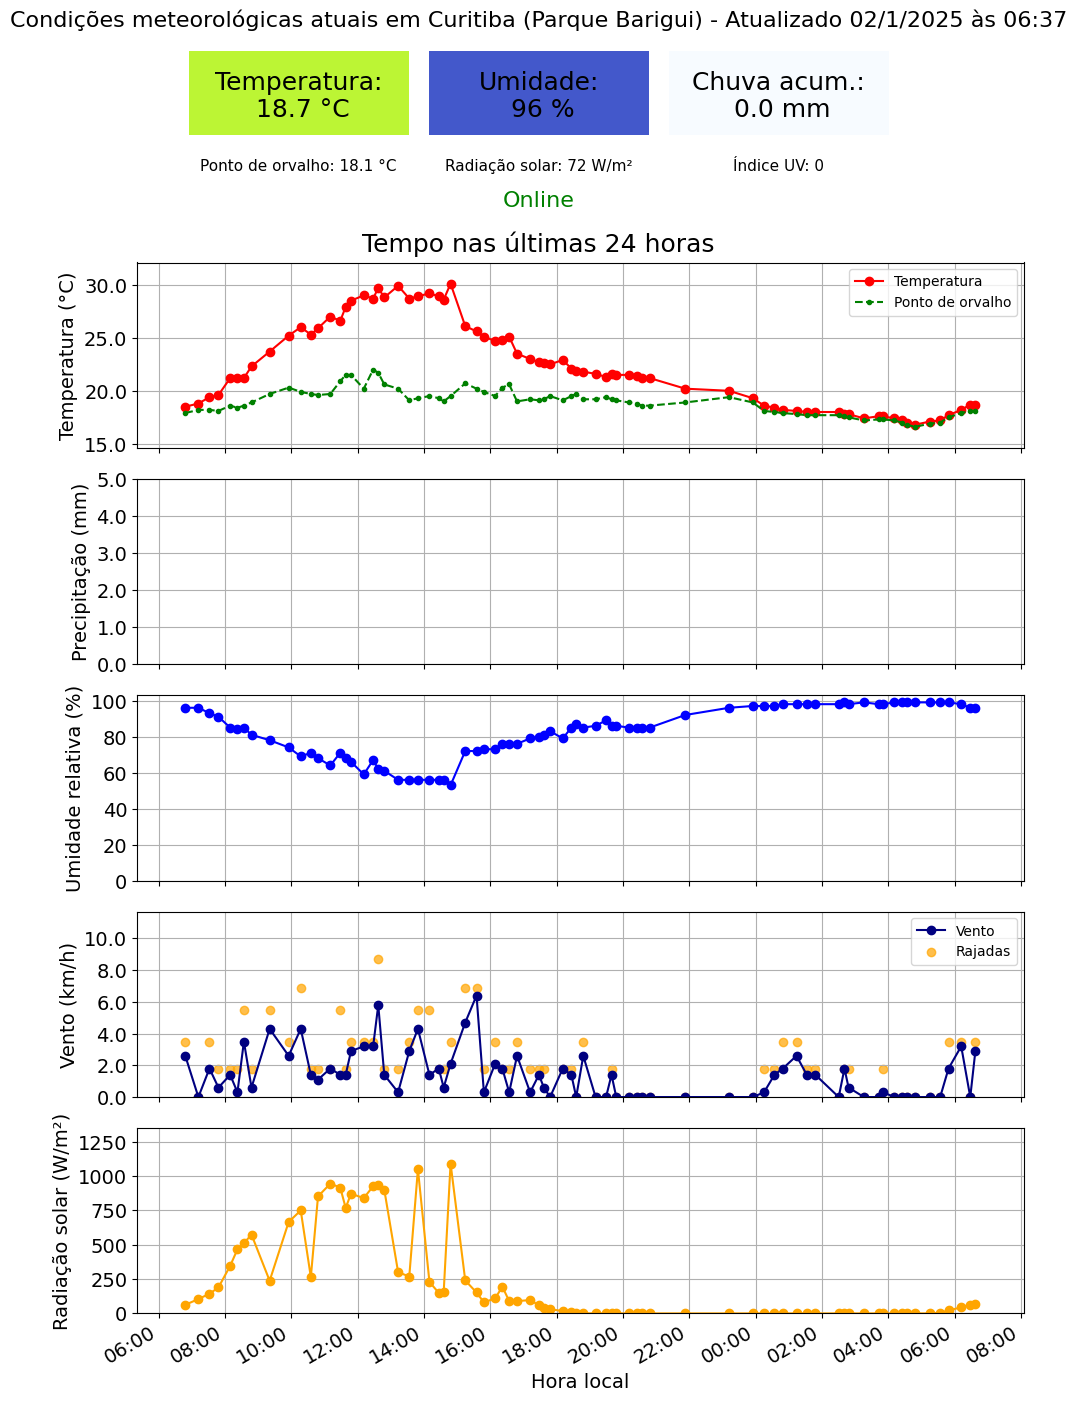 Condições meteorológicas atuais em Curitiba (Parque Barigui) - Atualizado 02/1/2025 às 06:37
Temperatura:
18.7 °C
Umidade:
96 %
Chuva acum.:
0.0 mm
Ponto de orvalho: 18.1 °C
Radiação solar: 72 W/m²
Índice UV: 0
Online
Tempo nas últimas 24 horas
Temperatura (°C)
30.0
25.0
20.0
15.0
Temperatura
Ponto de orvalho
Precipitação (mm)
5.0
4.0
3.0
2.0
1.0
0.0
Umidade relativa (%)
100
80
60
40
20
0
Vento (km/h)
10.0
8.0
6.0
4.0
2.0
0.0
Vento
Rajadas
Radiação solar (W/m²)
1250
1000
750
500
250
0
06:00 08:00 10:00 12:00 14:00 16:00 18:00 20:00 22:00 00:00 02:00 04:00 06:00 08:00
Hora local